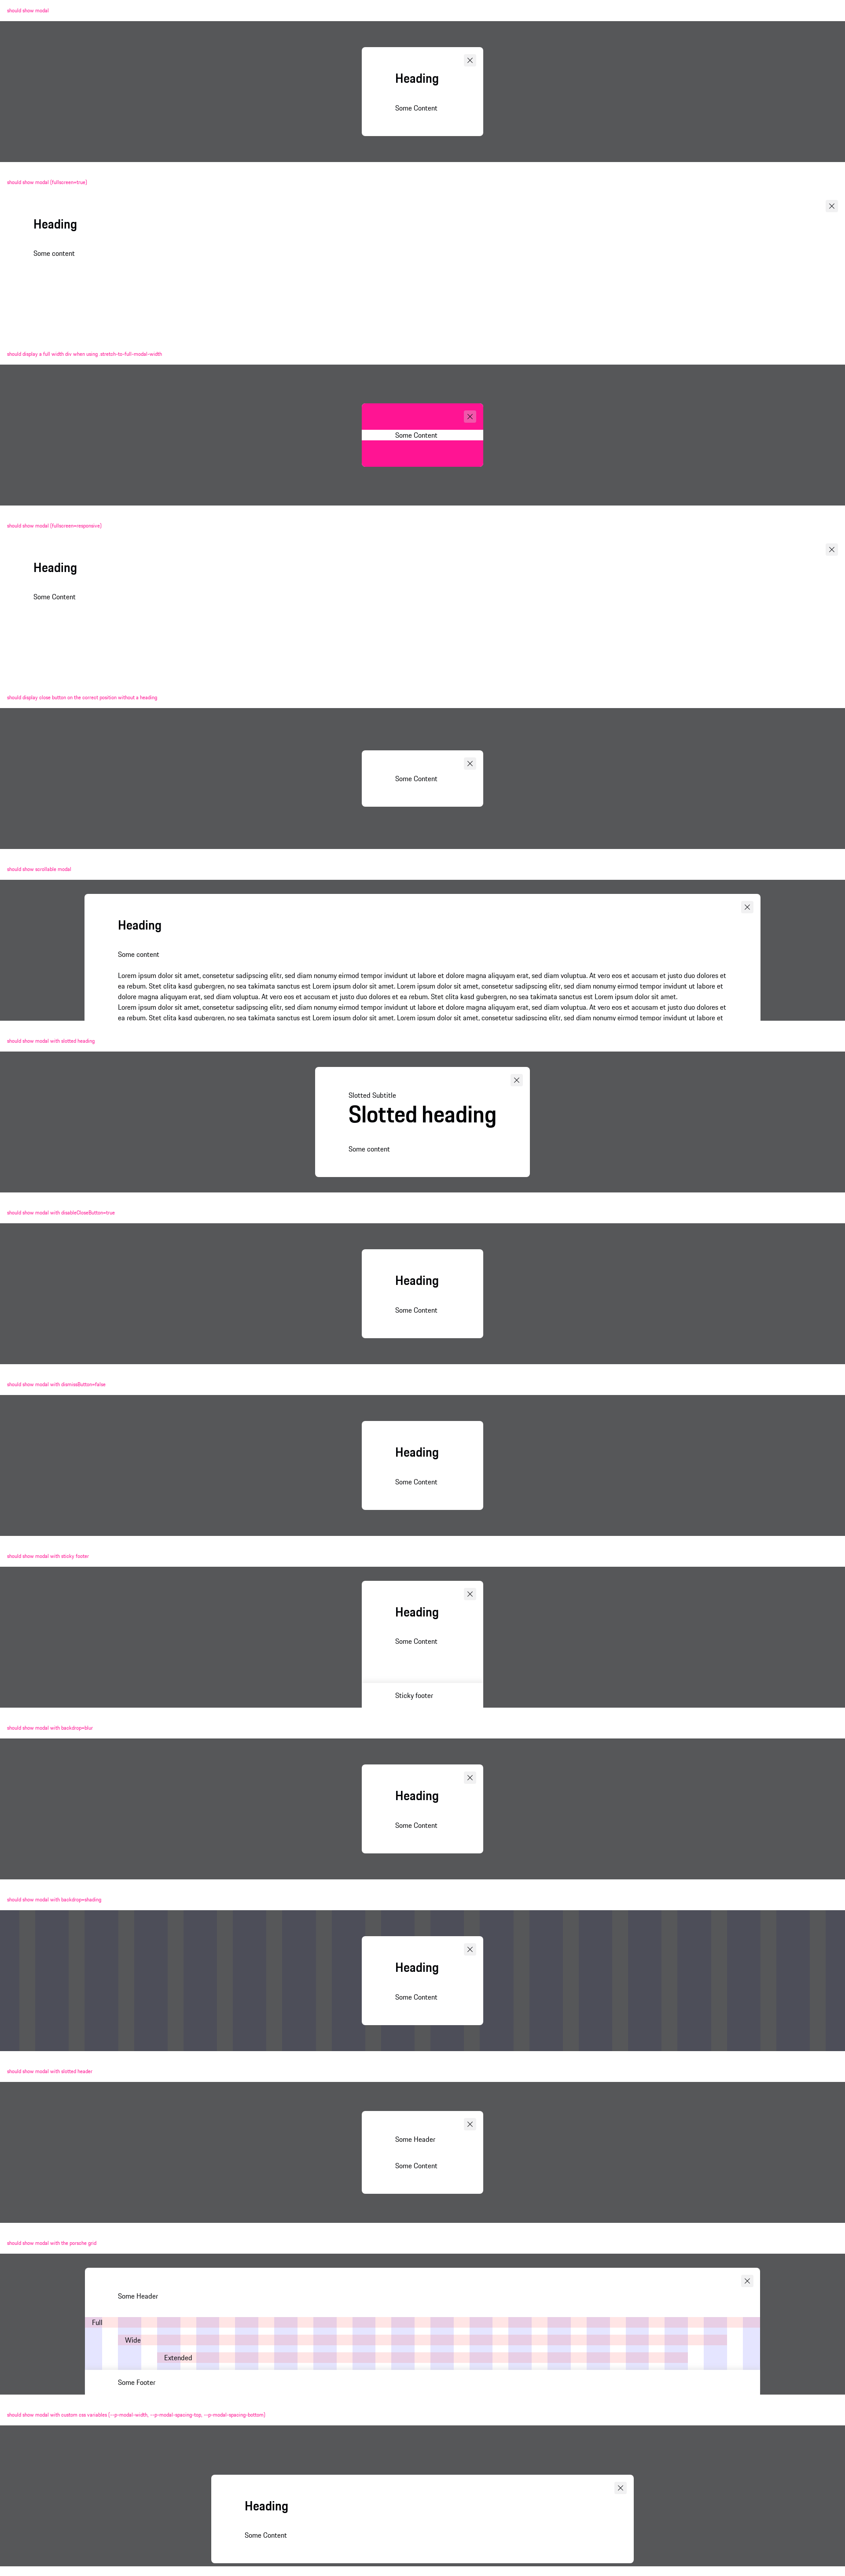 should show modal
Heading
Some Content
should show modal [fullscreen=true]
Heading
Some content
should display a full width div when using .stretch-to-full-modal-width
Some Content
should show modal [fullscreen=responsive]
Heading
Some Content
should display close button on the correct position without a heading.
Some Content
should show scrollable modal
Heading
Some content
Lorem ipsum dolor sit amet, consetetur sadipscing elitr, sed diam nonumy eirmod tempor invidunt ut labore et dolore magna aliquyam erat, sed diam voluptua. At vero eos et accusam et justo duo dolores et
ea rebum. Stet clita kasd gubergren, no sea takimata sanctus est Lorem ipsum dolor sit amet. Lorem ipsum dolor sit amet, consetetur sadipscing elitr, sed diam nonumy eirmod tempor invidunt ut labore et
dolore magna aliquyam erat, sed diam voluptua. At vero eos et accusam et justo duo dolores et ea rebum. Stet clita kasd gubergren, no sea takimata sanctus est Lorem ipsum dolor sit amet.
Lorem ipsum dolor sit amet, consetetur sadipscing elitr, sed diam nonumy eirmod tempor invidunt ut labore et dolore magna aliquyam erat, sed diam voluptua. At vero eos et accusam et justo duo dolores et
ea rebum. Stet clita kasd gubergren, no sea takimata sanctus est Lorem ipsum dolor sit amet. Lorem ipsum dolor sit amet, consetetur sadipscing elitr, sed diam nonumy eirmod tempor invidunt ut labore et
should show modal with slotted heading
Slotted Subtitle
Slotted heading
Some content
should show modal with disableCloseButton=true
Heading
Some Content
should show modal with dismissButton=false
Heading
Some Content
should show modal with sticky footer
Heading
Some Content
Sticky footer
should show modal with backdrop=blur
Heading
Some Content
should show modal with backdrop=shading
Heading
Some Content
should show modal with slotted header
Some Header
Some Content
should show modal with the porsche grid
Some Header
Full
Wide
Extended
Some Footer
should show modal with custom css variables [--p-modal-width, --p-modal-spacing-top, --p-modal-spacing-bottom]
Heading
Some Content